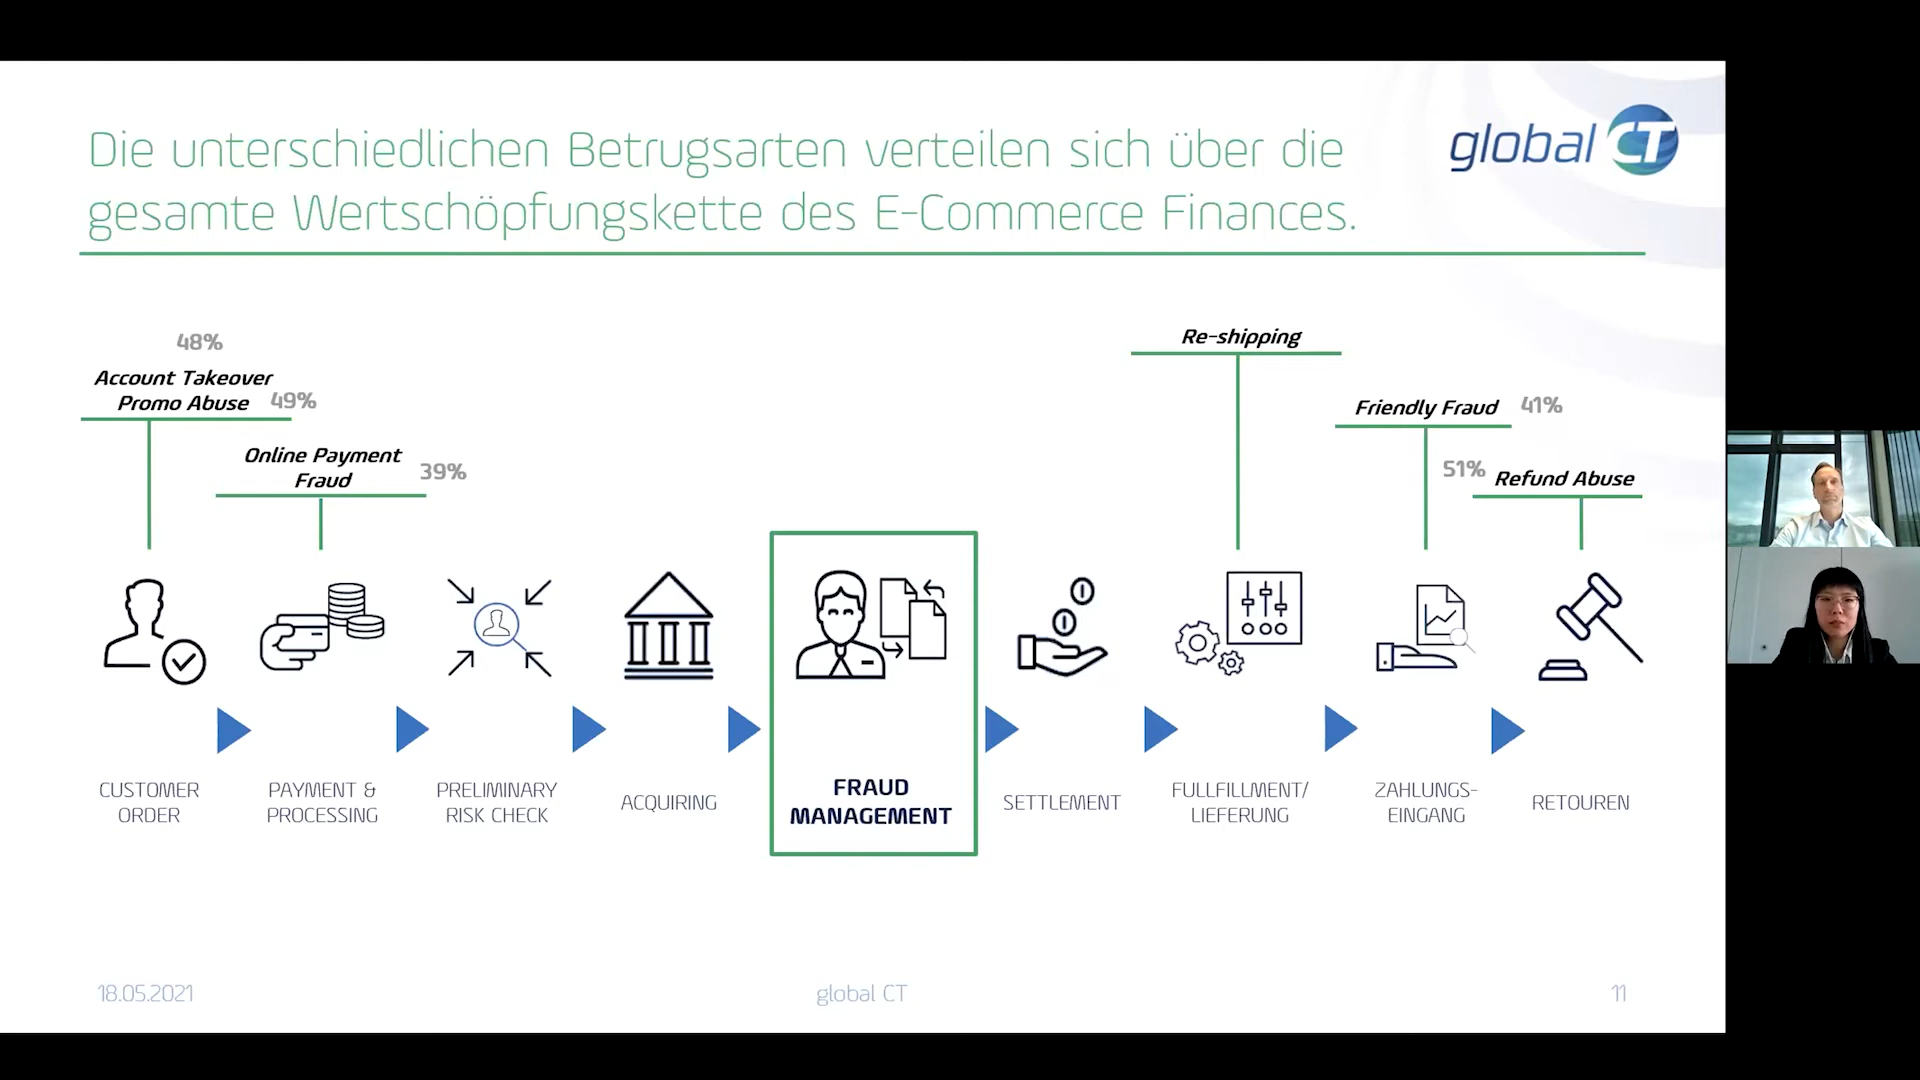 Die unterschiedlichen Betrugsarten verteilen sich über die
gesamte Wertschöpfungskette des E-Commerce Finances.
global CT
48%
Account Takeover
Promo Abuse 49%
Online Payment
Fraud
39%
Re-shipping
Friendly Fraud 41%
51% Refund Abuse
CUSTOMER
ORDER
PAYMENT &
PROCESSING
PRELIMINARY
RISK CHECK
ACQUIRING
FRAUD
MANAGEMENT
SETTLEMENT
FULLFILLMENT/
LIEFERUNG
ZAHLUNGS-
EINGANG
RETOUREN
18.05.2021
global CT
11